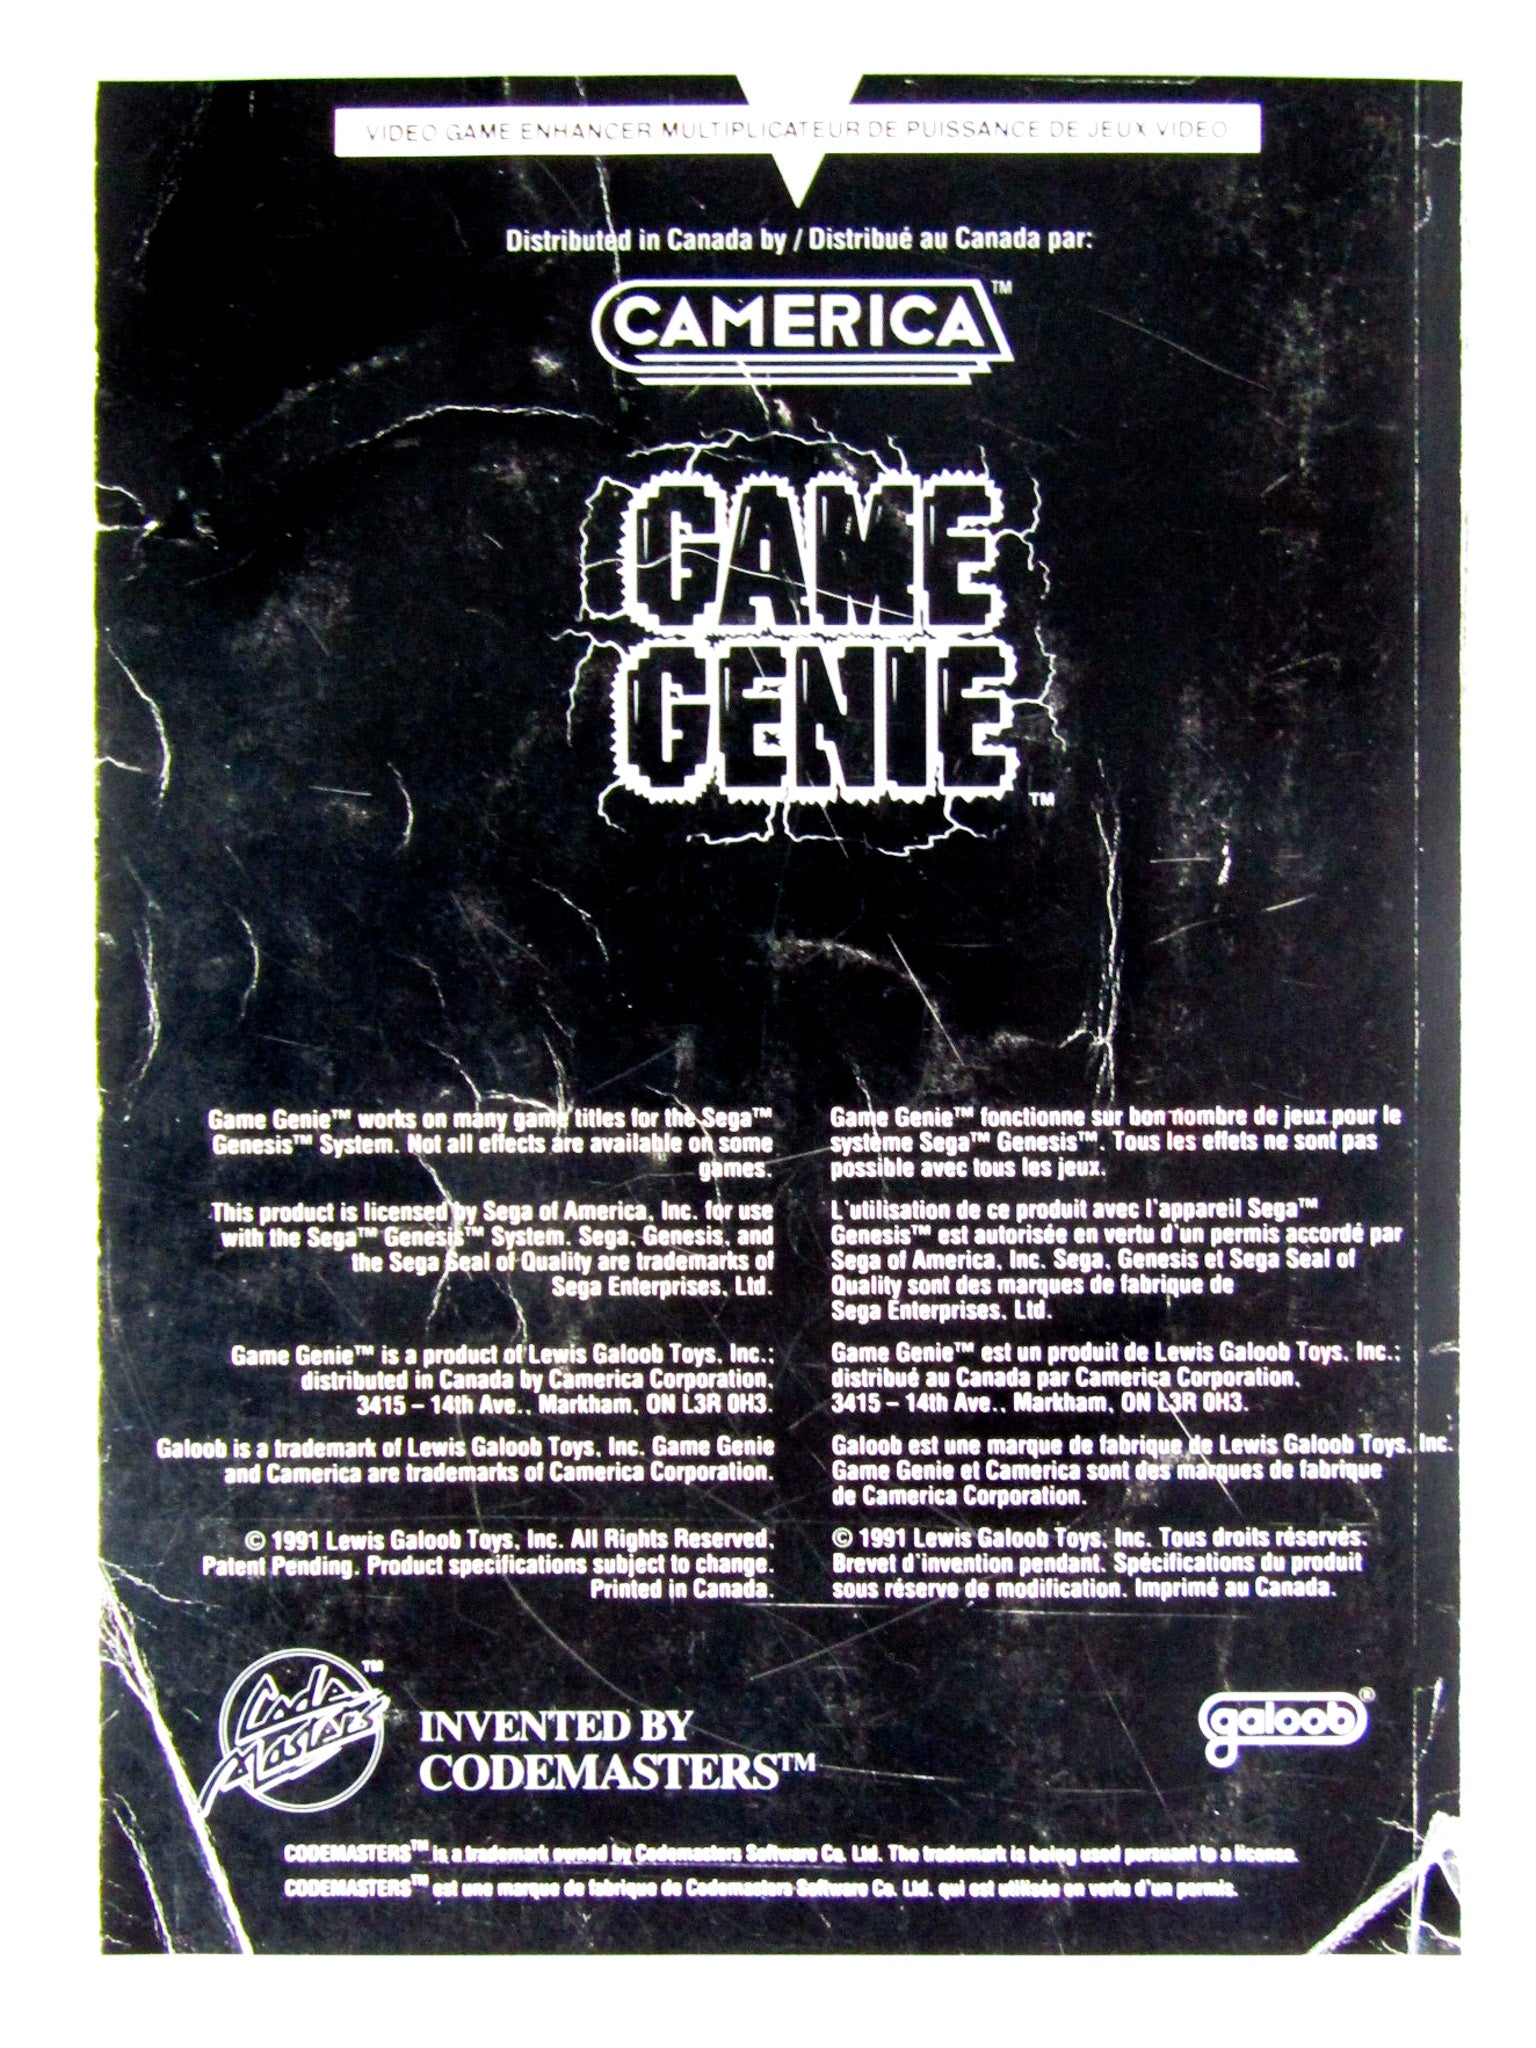 VIDEO GAME ENHANCER MULTIPLICATEUR DE PUISSANCE DE JEUX VIDEO
Distributed in Canada by / Distribué au Canada par:
CAMERICA™
GAME
GENIE™
Game Genie™ works on many game titles for the Sega™
Genesis™ System. Not all effects are available on some
games.
This product is licensed by Sega of America, Inc. for use
with the Sega™ Genesis™ System. Sega, Genesis, and
the Sega Seal of Quality are trademarks of
Sega Enterprises, Ltd.
Game Genie™ is a product of Lewis Galoob Toys, Inc.;
distributed in Canada by Camerica Corporation,
3415 – 14th Ave., Markham, ON L3R 0H3.
Galoob is a trademark of Lewis Galoob Toys, Inc. Game Genie
and Camerica are trademarks of Camerica Corporation.
© 1991 Lewis Galoob Toys, Inc. All Rights Reserved.
Patent Pending. Product specifications subject to change.
Printed in Canada.
Game Genie™ fonctionne sur bon nombre de jeux pour le
système Sega™ Genesis™. Tous les effets ne sont pas
possible avec tous les jeux.
L'utilisation de ce produit avec l'appareil Sega™
Genesis™ est autorisée en vertu d'un permis accordé par
Sega of America, Inc. Sega, Genesis et Sega Seal of
Quality sont des marques de fabrique de
Sega Enterprises, Ltd.
Game Genie™ est un produit de Lewis Galoob Toys, Inc.;
distribué au Canada par Camerica Corporation,
3415 – 14th Ave., Markham, ON L3R 0H3.
Galoob est une marque de fabrique de Lewis Galoob Toys, Inc.
Game Genie et Camerica sont des marques de fabrique
de Camerica Corporation.
© 1991 Lewis Galoob Toys, Inc. Tous droits réservés.
Brevet d'invention pendant. Spécifications du produit
sous réserve de modification. Imprimé au Canada.
Code
Masters™
INVENTED BY
CODEMASTERS™
galoob®
CODEMASTERS™ is a trademark owned by Codemasters Software Co. Ltd. The trademark is being used pursuant to a license.
CODEMASTERS™ est une marque de fabrique de Codemasters Software Co. Ltd. qui est utilisée en vertu d'un permis.